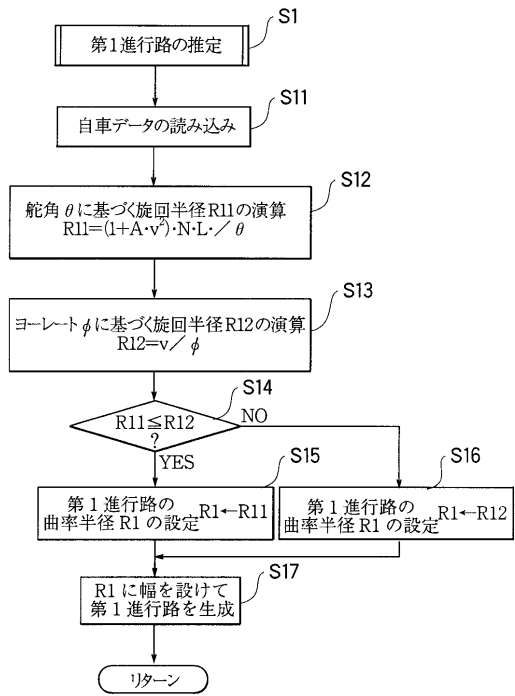 S1
第1進行路の推定
S11
自車データの読み込み
S12
舵角θに基づく旋回半径R11の演算
R11=(1+A・v²)・N・L・/θ
S13
ヨーレートφに基づく旋回半径R12の演算
R12=v/φ
S14
R11≦R12
?
NO
YES
S15
第1進行路の
曲率半径R1の設定 R1←R11
S16
第1進行路の
曲率半径R1の設定 R1←R12
S17
R1に幅を設けて
第1進行路を生成
リターン